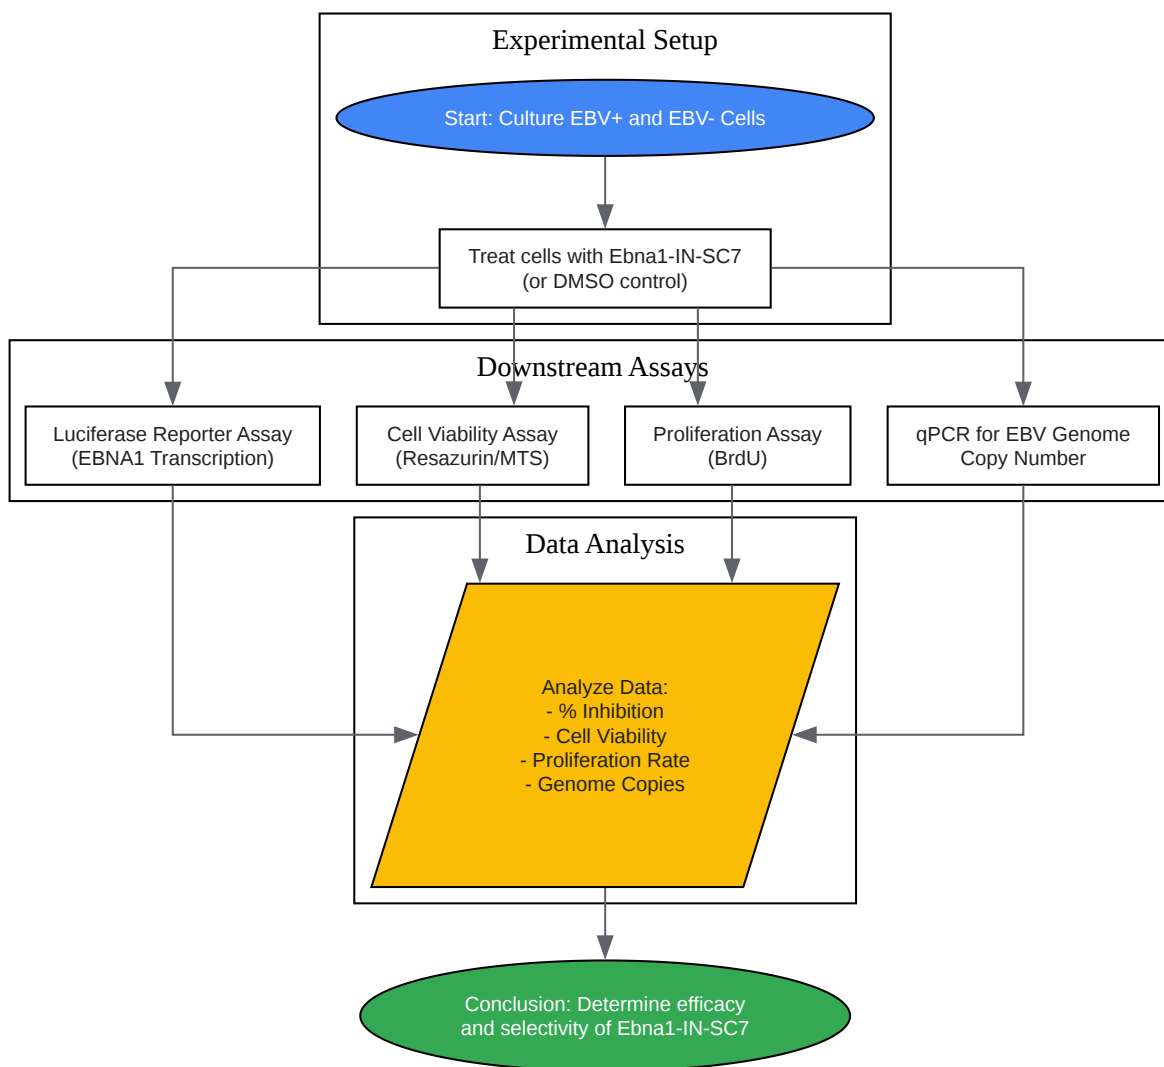 Experimental Setup
Start: Culture EBV+ and EBV- Cells
Treat cells with Ebna1-IN-SC7
(or DMSO control)
Downstream Assays
Luciferase Reporter Assay
(EBNA1 Transcription)
Cell Viability Assay
(Resazurin/MTS)
Proliferation Assay
(BrdU)
qPCR for EBV Genome
Copy Number
Data Analysis
Analyze Data:
- % Inhibition
- Cell Viability
- Proliferation Rate
- Genome Copies
Conclusion: Determine efficacy
and selectivity of Ebna1-IN-SC7